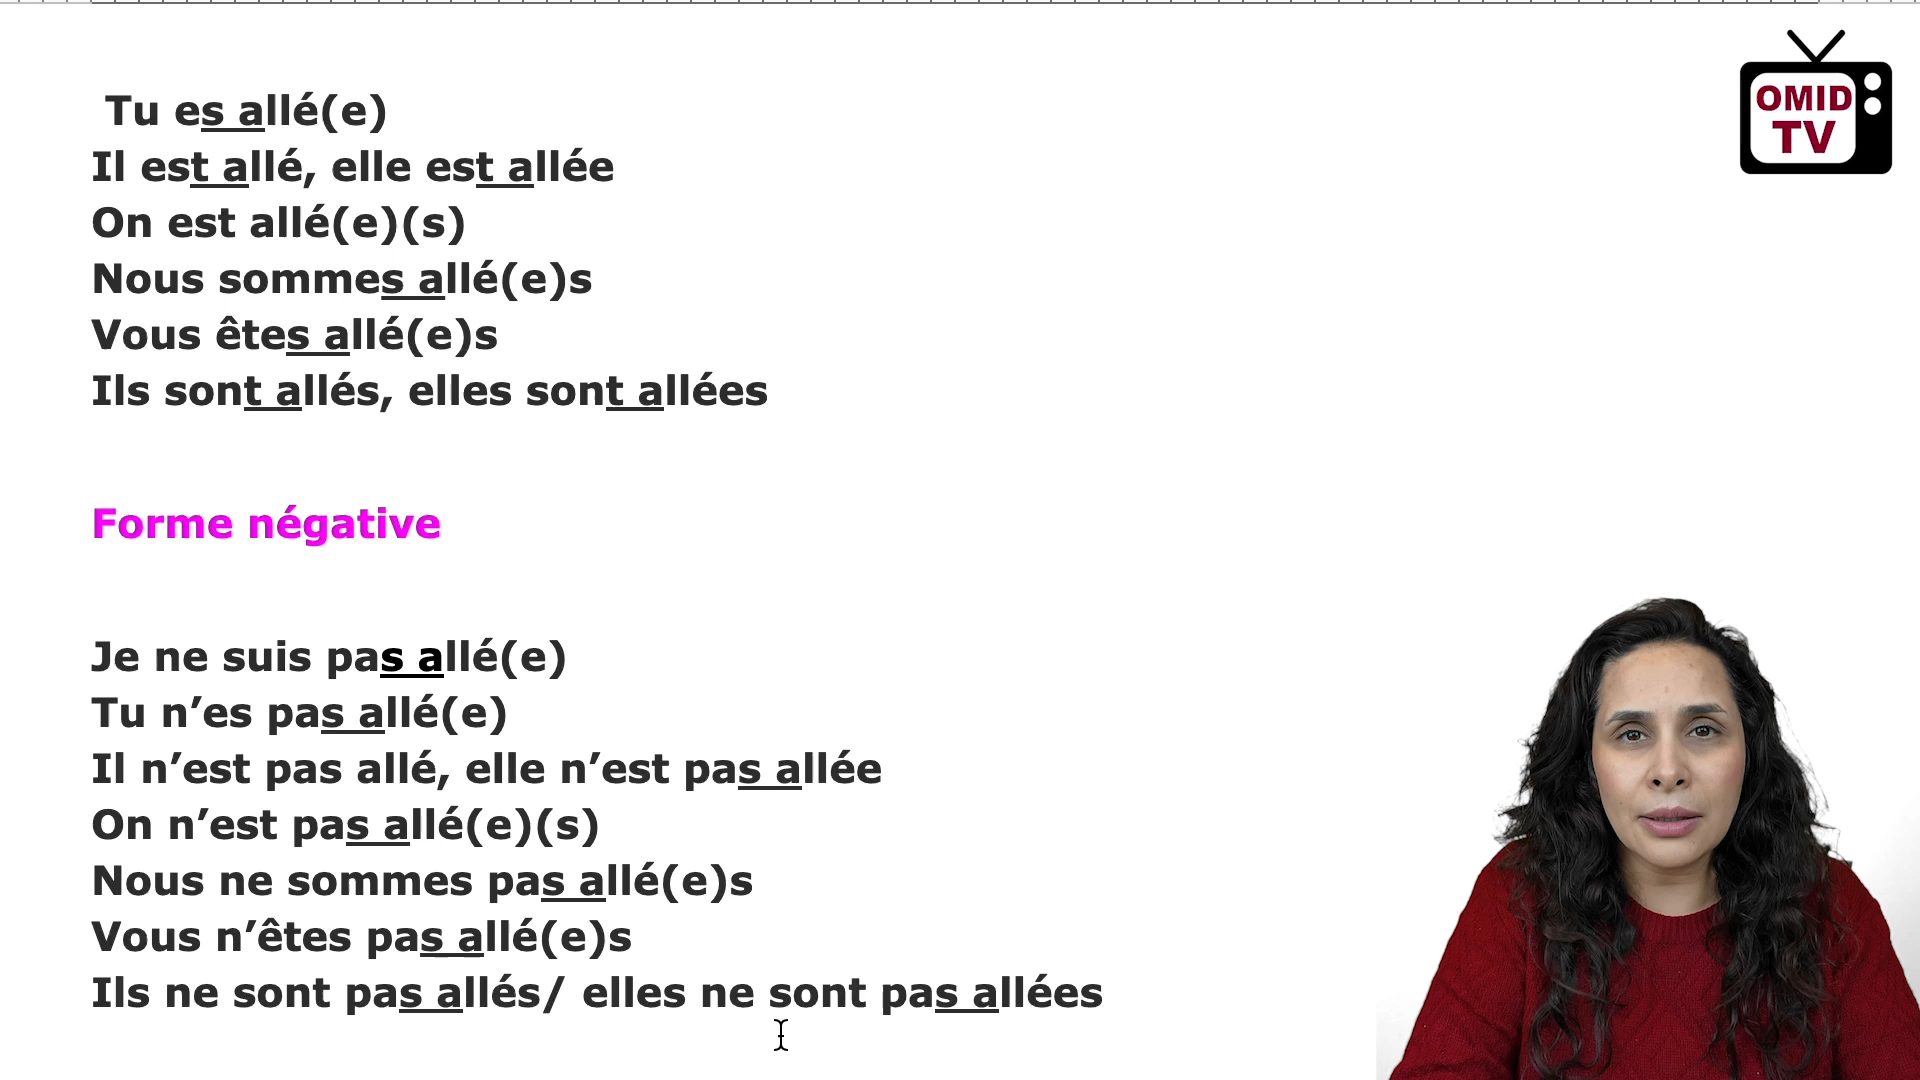 Tu es allé(e)
Il est allé, elle est allée
On est allé(e)(s)
Nous sommes allé(e)s
Vous êtes allé(e)s
Ils sont allés, elles sont allées
Forme négative
Je ne suis pas allé(e)
Tu n’es pas allé(e)
Il n’est pas allé, elle n’est pas allée
On n’est pas allé(e)(s)
Nous ne sommes pas allé(e)s
Vous n’êtes pas allé(e)s
Ils ne sont pas allés/ elles ne sont pas allées
OMID
TV